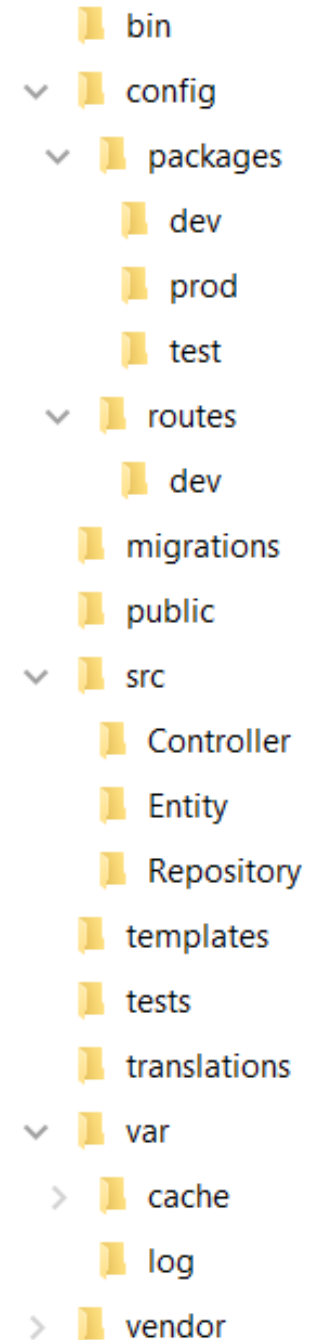 bin
config
packages
dev
prod
test
routes
dev
migrations
public
src
Controller
Entity
Repository
templates
tests
translations
var
cache
log
vendor